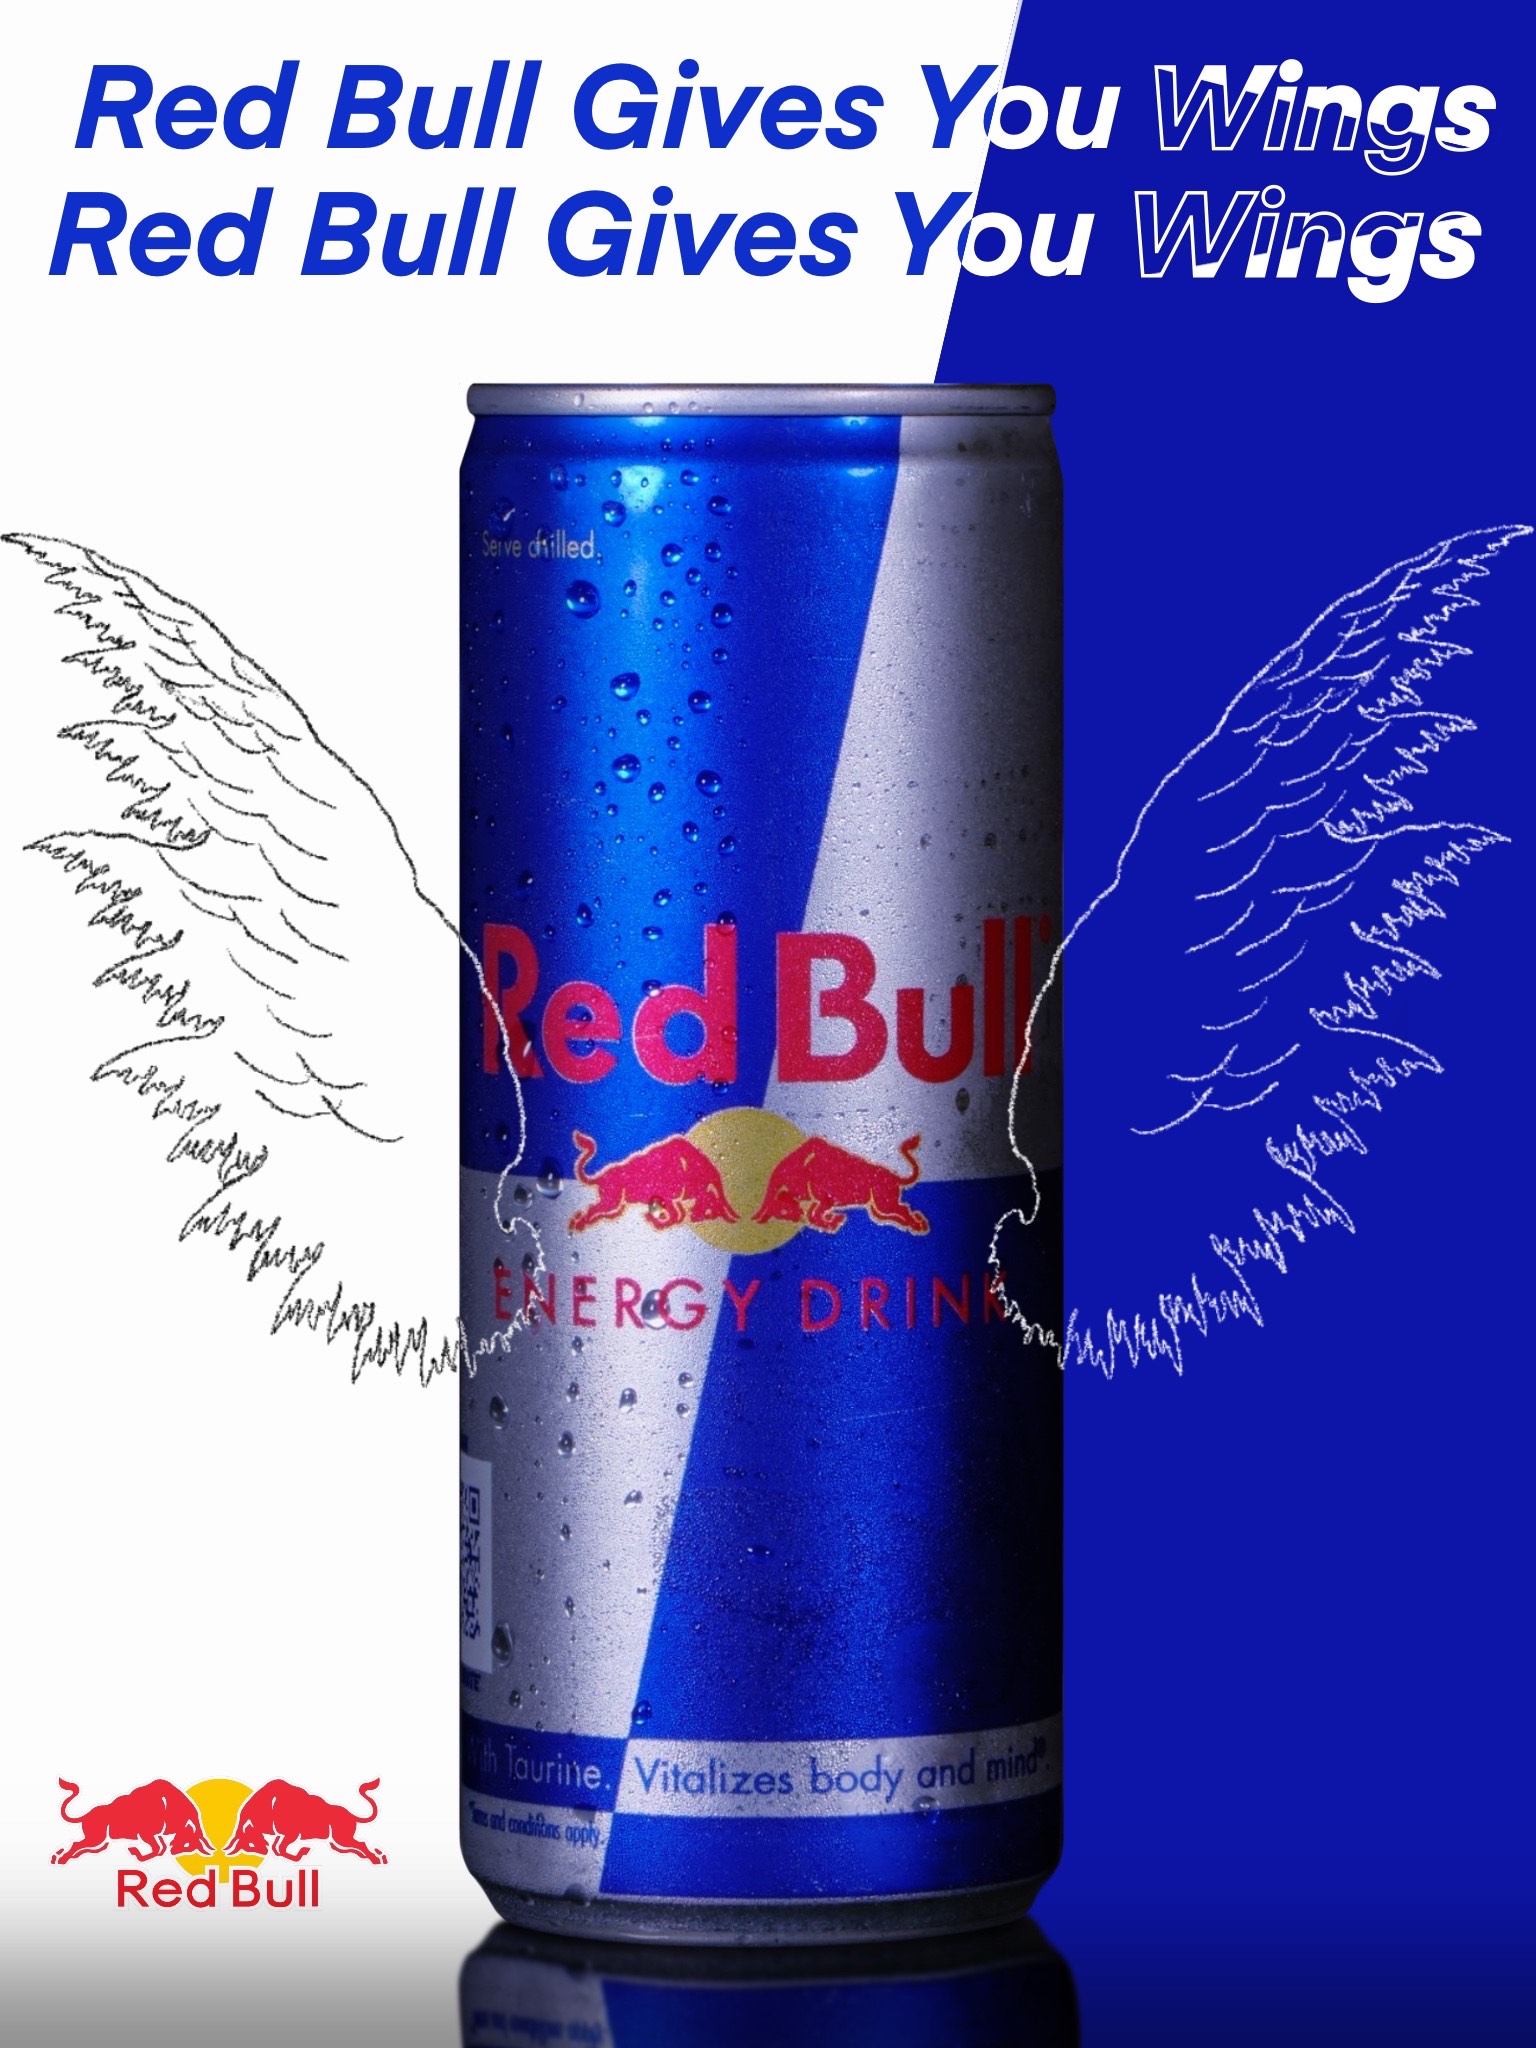 Red Bull Gives You Wings
Red Bull Gives You Wings
Serve chilled.
Red Bull
ENERGY DRINK
With Taurine. Vitalizes body and mind®.
Terms and conditions apply.
Red Bull